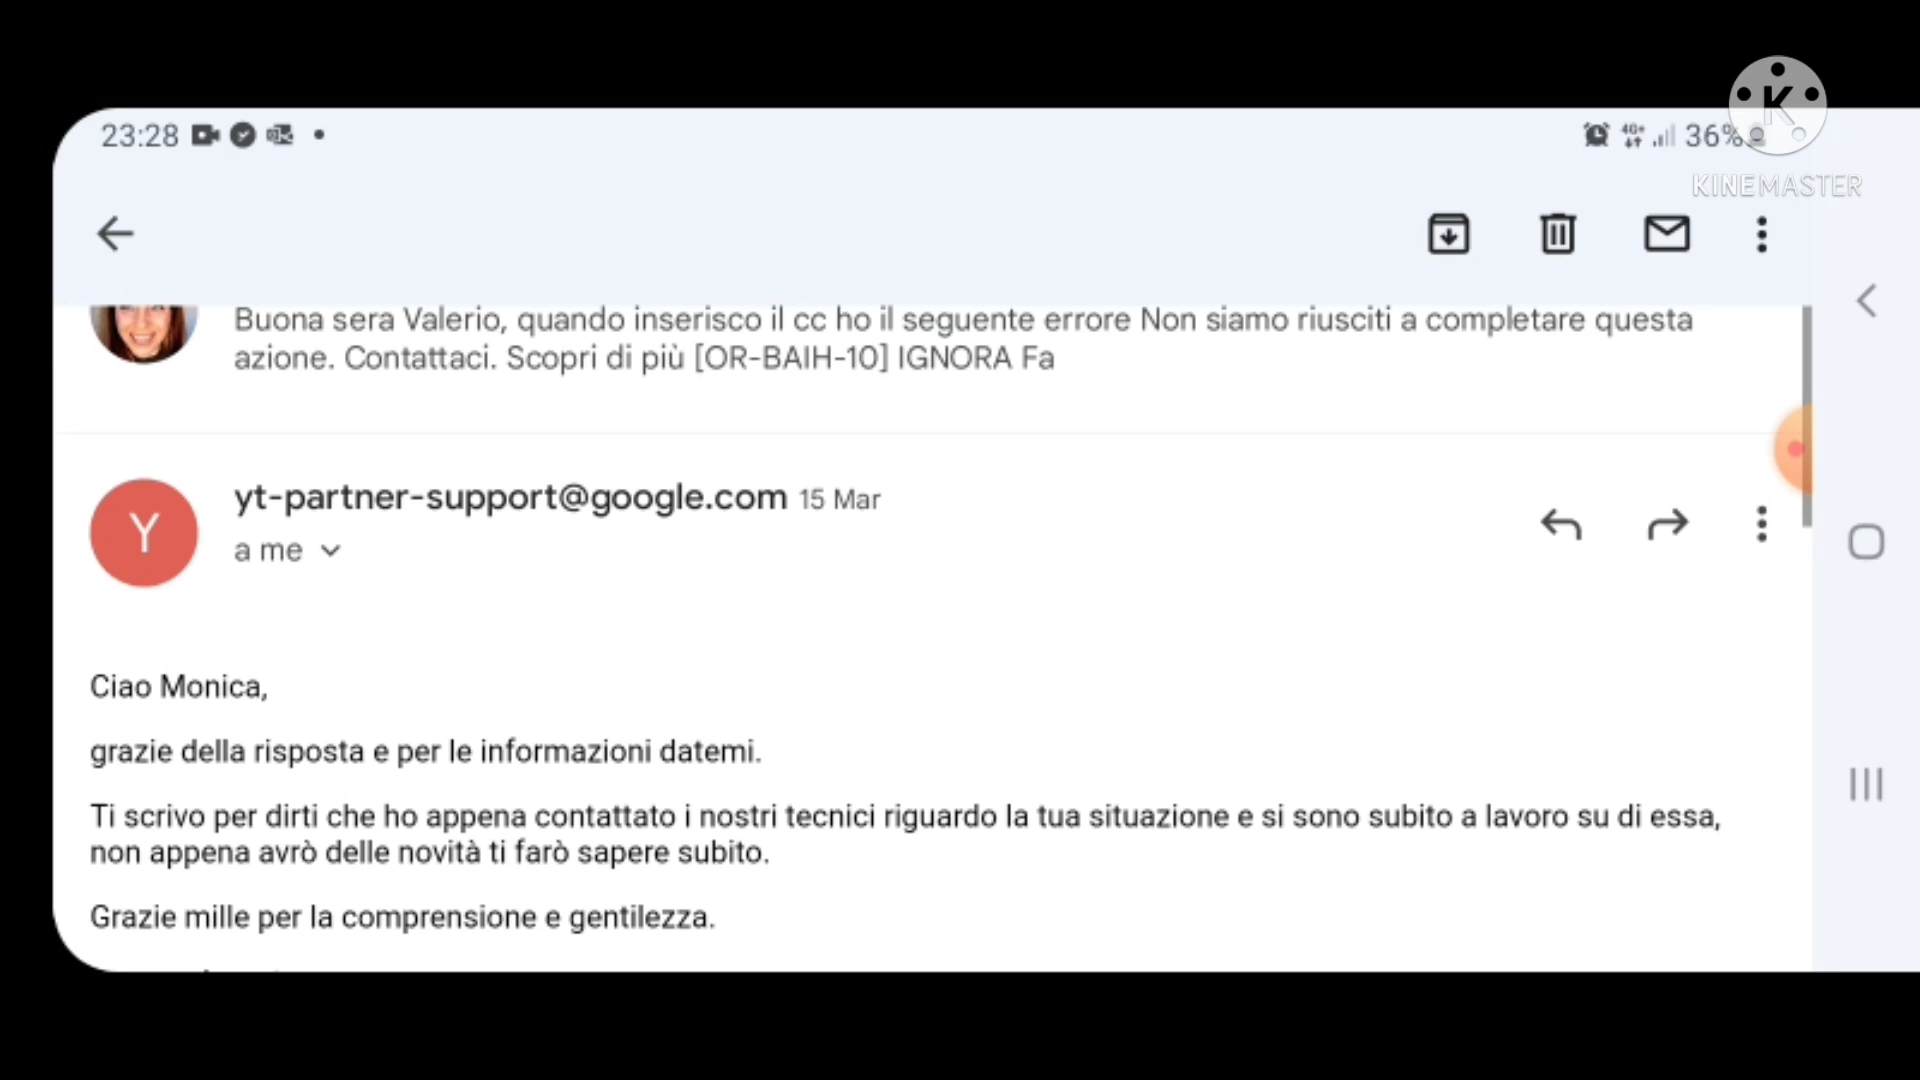 23:28
4G+ 36%
KINEMASTER
Buona sera Valerio, quando inserisco il cc ho il seguente errore Non siamo riusciti a completare questa
azione. Contattaci. Scopri di più [OR-BAIH-10] IGNORA Fa
Y
yt-partner-support@google.com 15 Mar
a me
Ciao Monica,
grazie della risposta e per le informazioni datemi.
Ti scrivo per dirti che ho appena contattato i nostri tecnici riguardo la tua situazione e si sono subito a lavoro su di essa,
non appena avrò delle novità ti farò sapere subito.
Grazie mille per la comprensione e gentilezza.